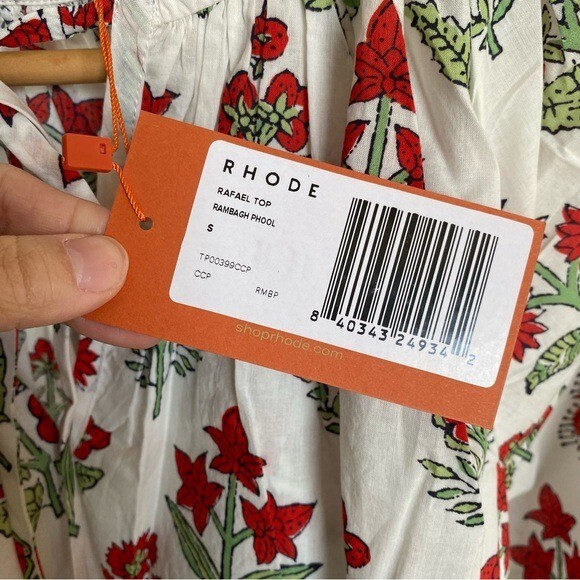 RHODE
RAFAEL TOP
RAMBAGH PHOOL
S
TP00399CCP
CCP RMBP
8 40343 24934 2
shoprhode.com